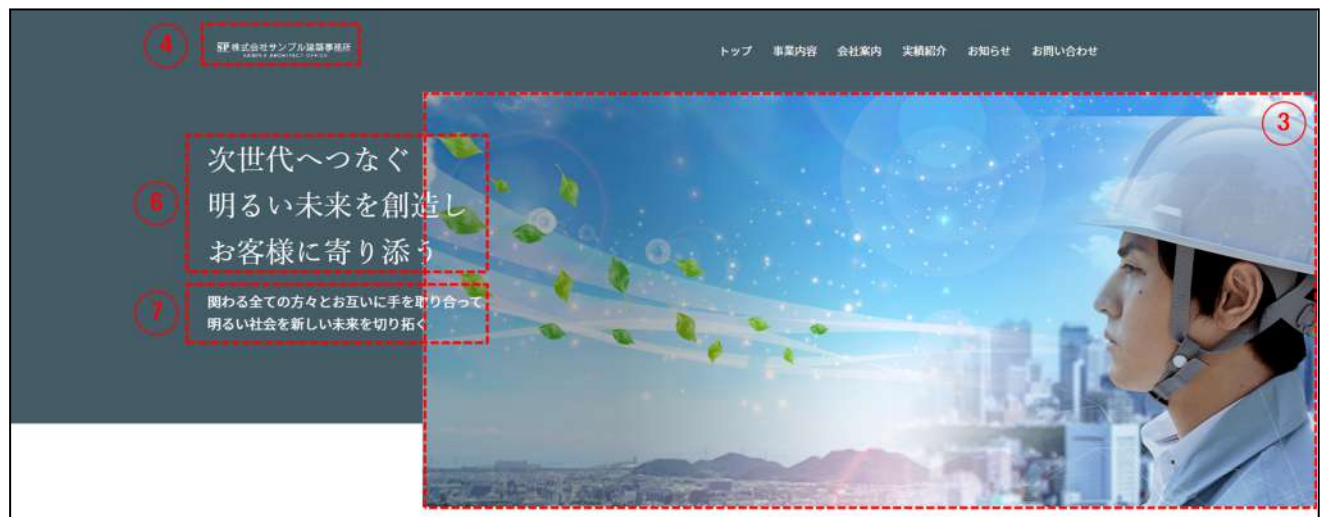 ④
株式会社サンプル建築事務所
トップ 事業内容 会社案内 実績紹介 お知らせ お問い合わせ
③
次世代へつなぐ
⑥
明るい未来を創造し
お客様に寄り添う
⑦
関わる全ての方々とお互いに手を取り合って
明るい社会を新しい未来を切り拓く